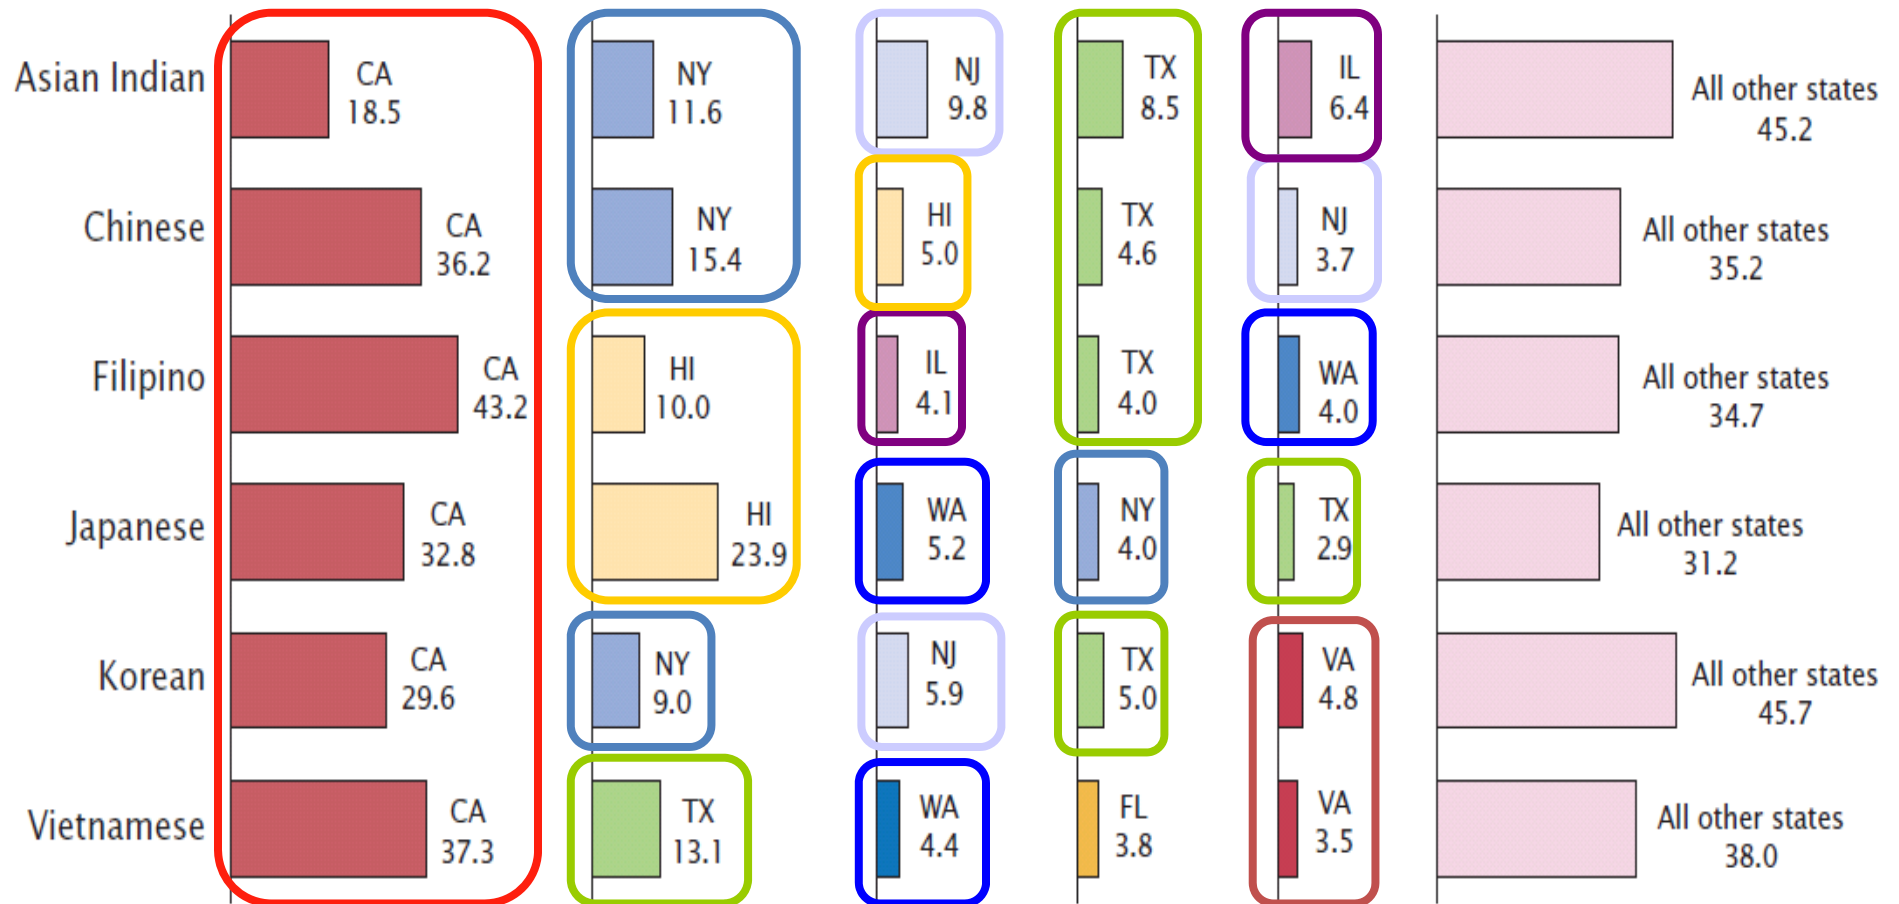 Asian Indian
CA
18.5
NY
11.6
NJ
9.8
TX
8.5
IL
6.4
All other states
45.2
Chinese
CA
36.2
NY
15.4
HI
5.0
TX
4.6
NJ
3.7
All other states
35.2
Filipino
CA
43.2
HI
10.0
IL
4.1
TX
4.0
WA
4.0
All other states
34.7
Japanese
CA
32.8
HI
23.9
WA
5.2
NY
4.0
TX
2.9
All other states
31.2
Korean
CA
29.6
NY
9.0
NJ
5.9
TX
5.0
VA
4.8
All other states
45.7
Vietnamese
CA
37.3
TX
13.1
WA
4.4
FL
3.8
VA
3.5
All other states
38.0